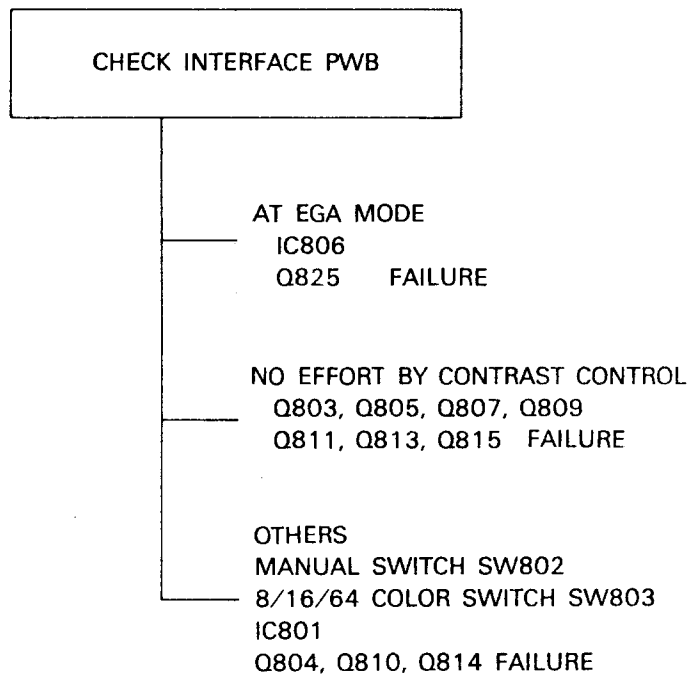 CHECK INTERFACE PWB
AT EGA MODE
IC806
Q825 FAILURE
NO EFFORT BY CONTRAST CONTROL
Q803, Q805, Q807, Q809
Q811, Q813, Q815 FAILURE
OTHERS
MANUAL SWITCH SW802
8/16/64 COLOR SWITCH SW803
IC801
Q804, Q810, Q814 FAILURE